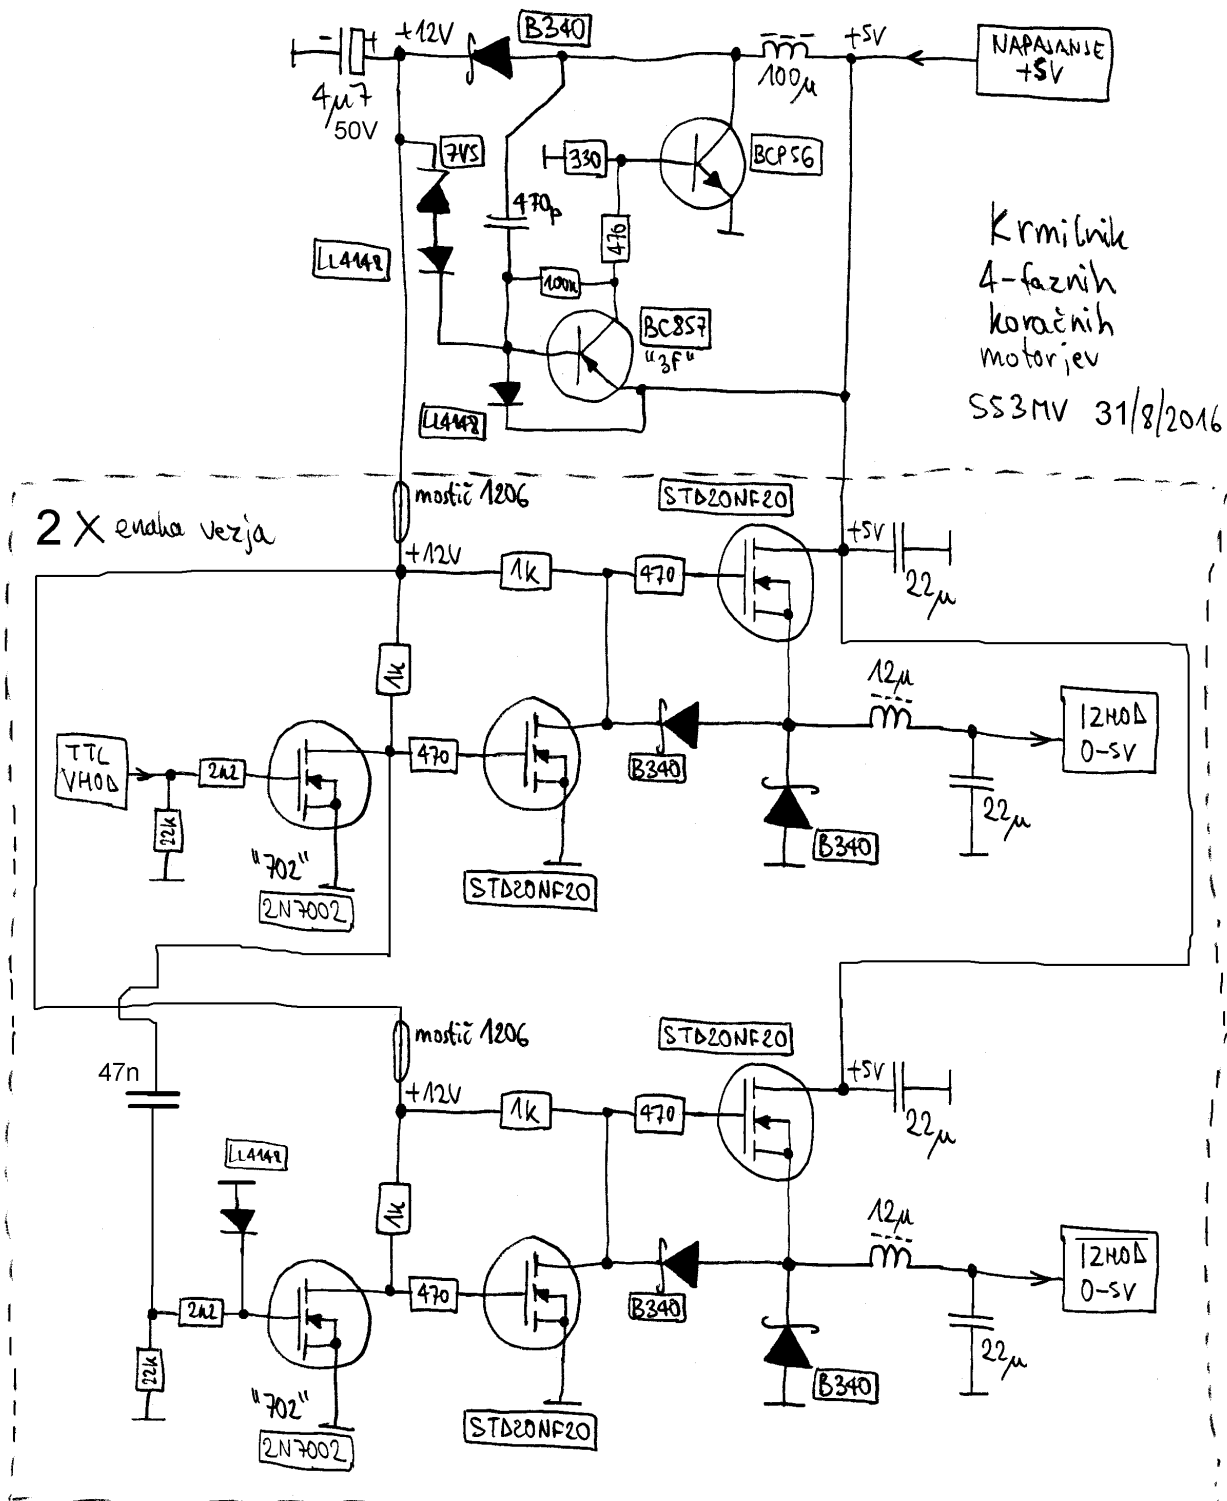 B340
+12V
+5V
NAPAJANJE
+5V
100µ
4µ7
50V
7V5
330
BCP56
470p
470
Krmilnik
4-faznih
koračnih
motorjev
S53MV 31/8/2016
LL4148
BC857
"3F"
LL4148
mostič 1206
STD20NF20
2 X enaka vezja
+12V
1k
470
+5V
22µ
1k
12µ
IZHOD
0-5V
TTL
VHOD
2k2
470
B340
22µ
22k
B340
"702"
2N7002
STD20NF20
mostič 1206
STD20NF20
47n
+12V
1k
470
+5V
22µ
LL4148
1k
12µ
IZHOD
0-5V
2k2
470
B340
22µ
22k
B340
"702"
2N7002
STD20NF20